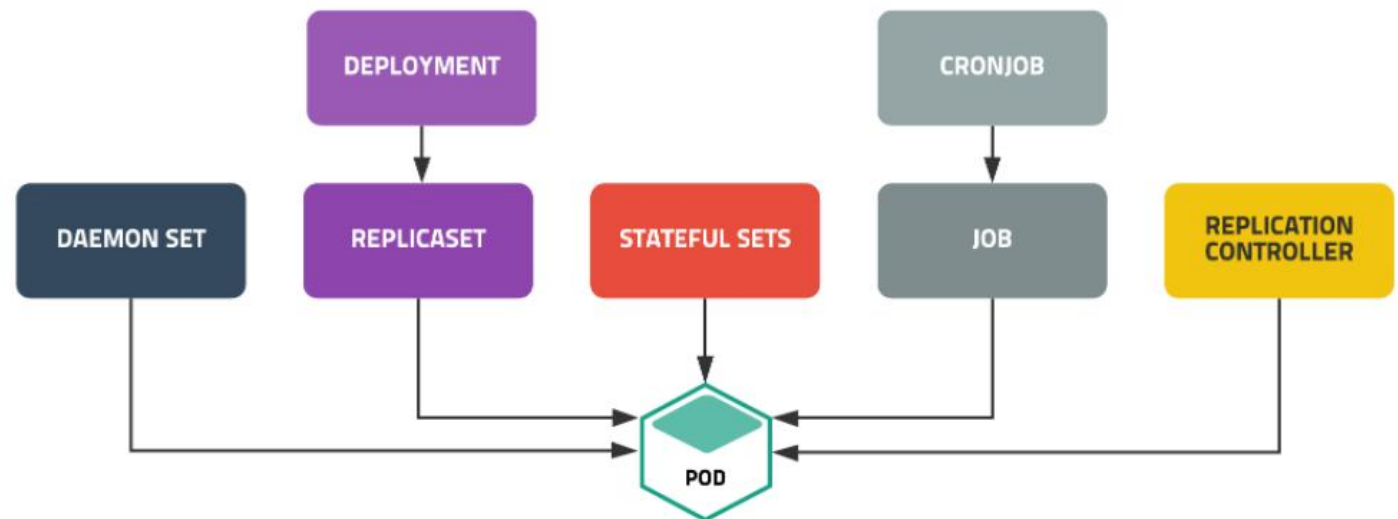 DEPLOYMENT
CRONJOB
DAEMON SET
REPLICASET
STATEFUL SETS
JOB
REPLICATION
CONTROLLER
POD